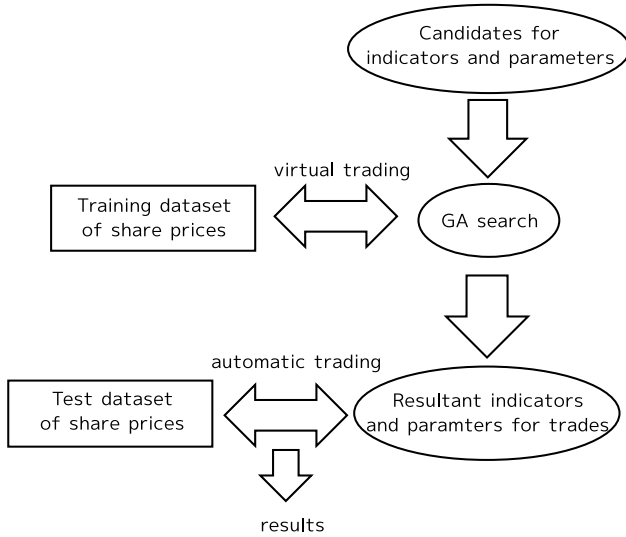 Candidates for
indicators and parameters
virtual trading
Training dataset
of share prices
GA search
automatic trading
Test dataset
of share prices
Resultant indicators
and paramters for trades
results